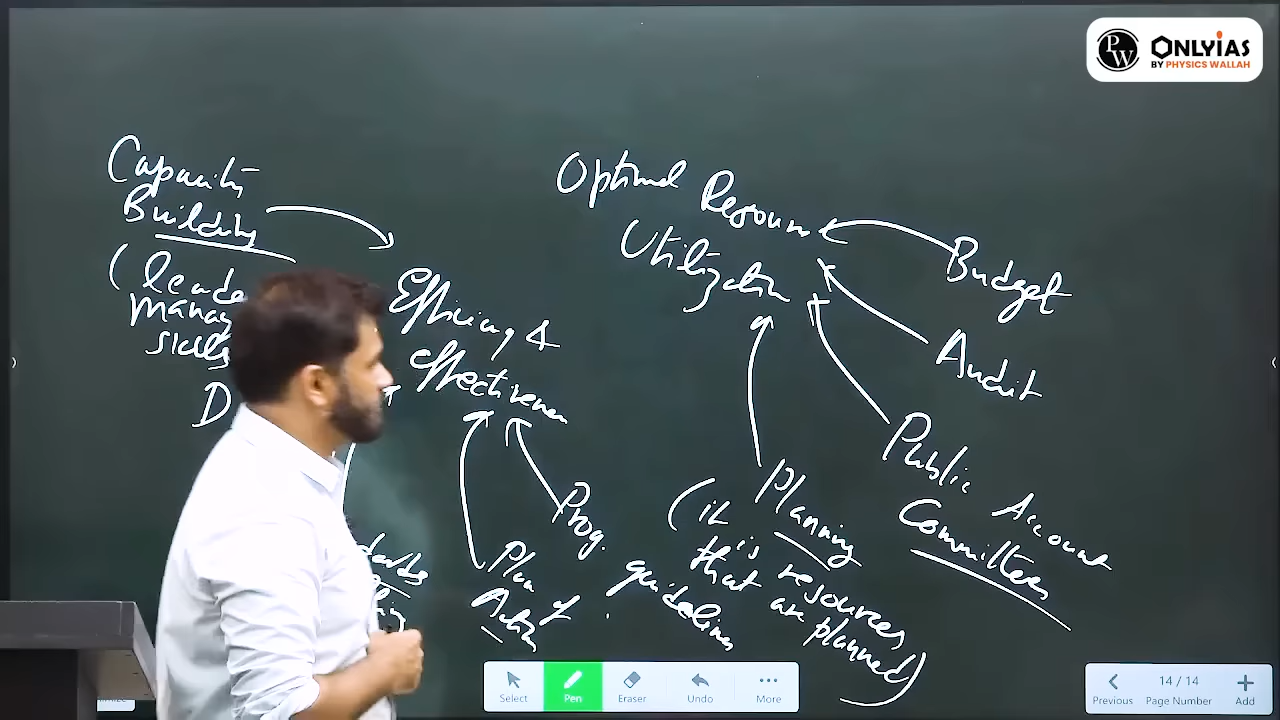 PW ONLYIAS
BY PHYSICS WALLAH
Capacity
Building
(leade
manag
skills
D
Efficiency &
effectiveness
Plan of
Action
Prog.
guidelines
Optimal Resource
Utilization
Budget
Audit
Public Account
Committee
Planning
(it is resources
that are planned)
Select
Pen
Eraser
Undo
More
Previous
14 / 14
Page Number
Add